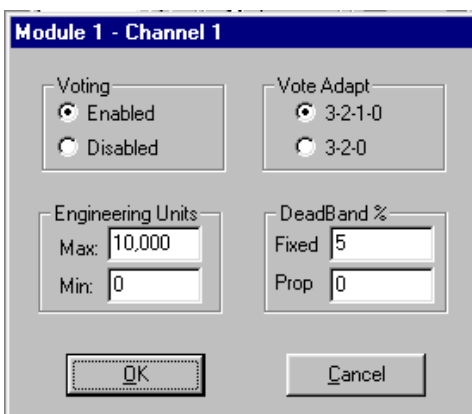 Module 1 - Channel 1
Voting
Enabled
Disabled
Vote Adapt
3-2-1-0
3-2-0
Engineering Units
Max: 10,000
Min: 0
DeadBand %
Fixed 5
Prop 0
OK
Cancel